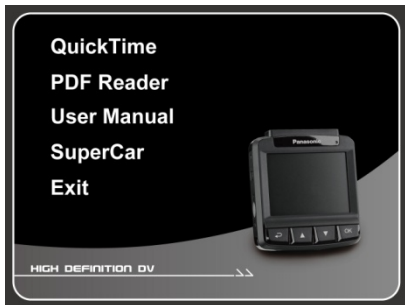 QuickTime
PDF Reader
User Manual
SuperCar
Exit
Panasonic
OK
HIGH DEFINITION DV